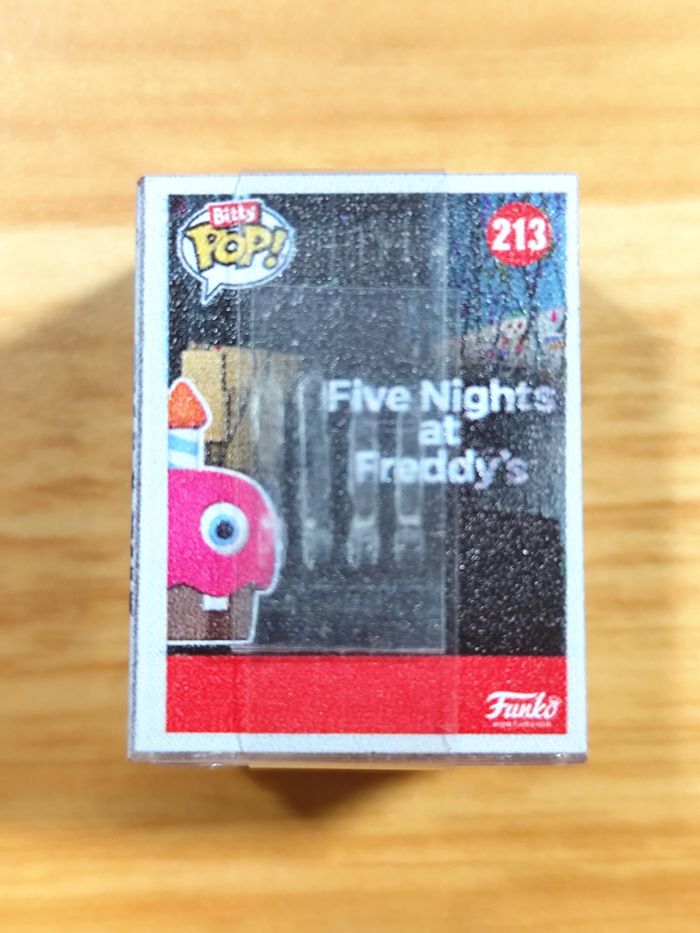 Bitty
POP!
213
Five Nights
at
Freddy's
Funko